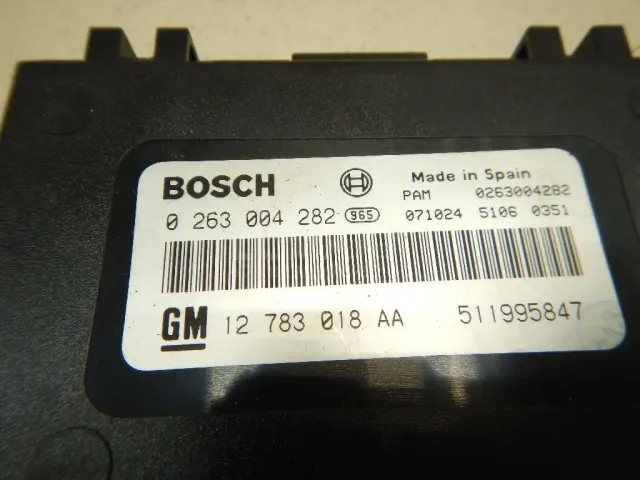 BOSCH
Made in Spain
PAM 0263004282
0 263 004 282 965 071024 5106 0351
GM 12 783 018 AA 511995847